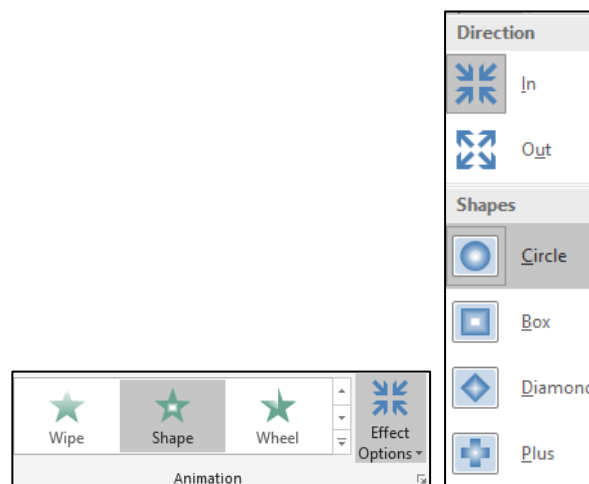 Direction
In
Out
Shapes
Circle
Box
Diamond
Plus
Wipe
Shape
Wheel
Effect
Options
Animation